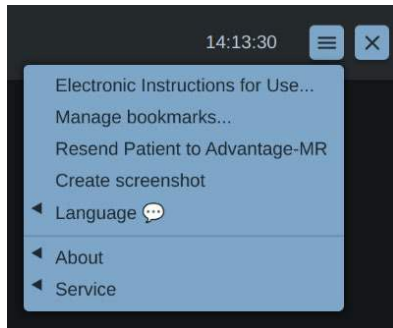 14:13:30
Electronic Instructions for Use...
Manage bookmarks...
Resend Patient to Advantage-MR
Create screenshot
Language 💬
About
Service